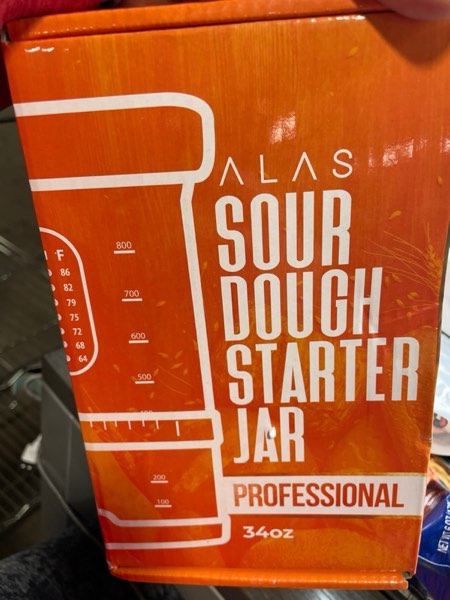 ALAS
SOUR
DOUGH
STARTER
JAR
PROFESSIONAL
34oz
°F
86
82
79
75
72
68
64
800
700
600
500
200
100